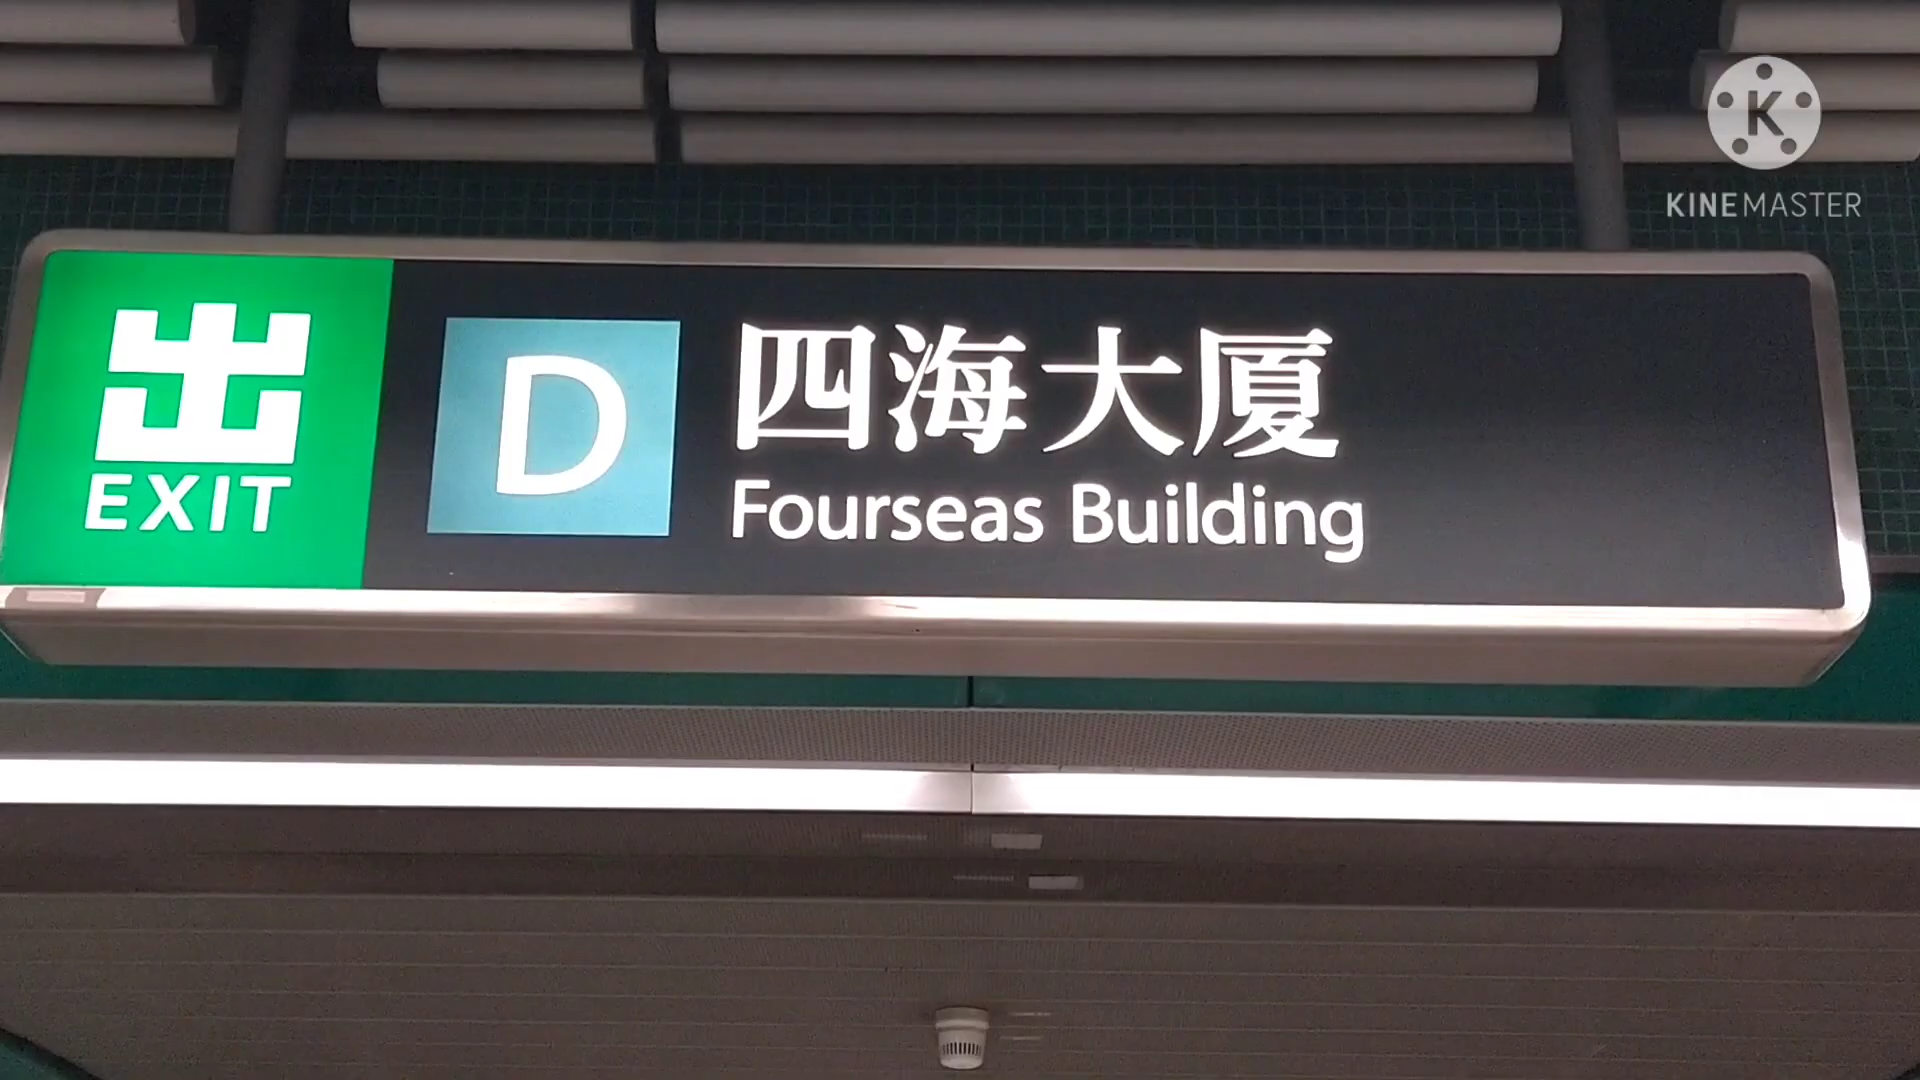 出
EXIT
D
四海大厦
Fourseas Building
K
KINEMASTER